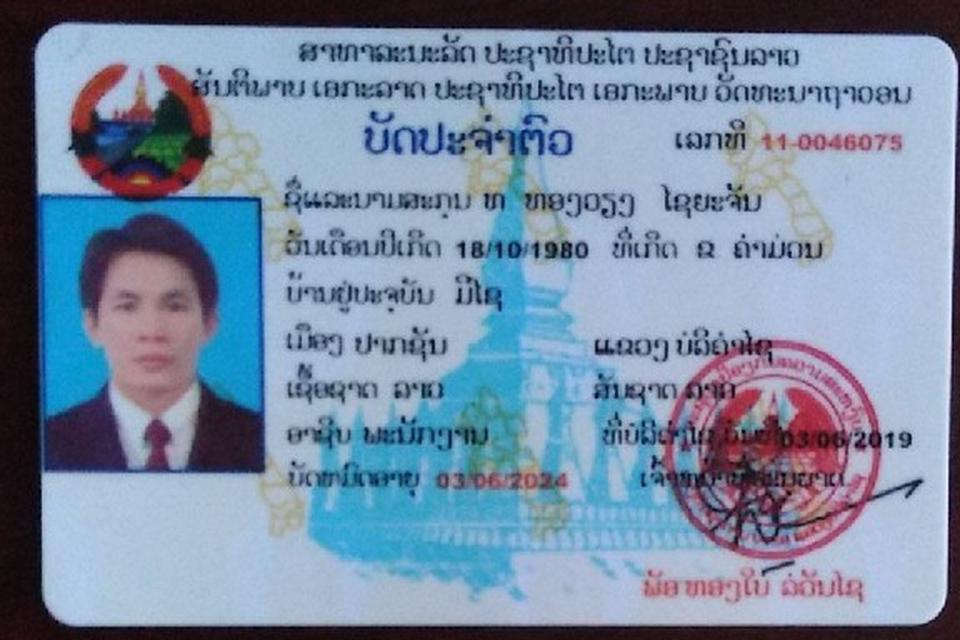 ສາທາລະນະລັດ ປະຊາທິປະໄຕ ປະຊາຊົນລາວ
ສັນຕິພາບ ເອກະລາດ ປະຊາທິປະໄຕ ເອກະພາບ ວັດທະນາຖາວອນ
ບັດປະຈຳຕົວ ເລກທີ 11-0046075
ຊື່ແລະນາມສະກຸນ ທ ທອງວຽງ ໄຊຍະຈັນ
ວັນເດືອນປີເກີດ 18/10/1980 ທີ່ເກີດ ຂ ຄຳມ່ວນ
ບ້ານຢູ່ປະຈຸບັນ ມີໄຊ
ເມືອງ ປາກຊັນ ແຂວງ ບໍລິຄຳໄຊ
ເຊື້ອຊາດ ລາວ ສັນຊາດ ລາວ
ອາຊີບ ພະນັກງານ ທີ່ບໍລິຄຳໄຊ ວັນທີ 03/06/2019
ບັດຫມົດອາຍຸ 03/06/2024
ພັອ ທອງໃບ ລໍວັນໄຊ